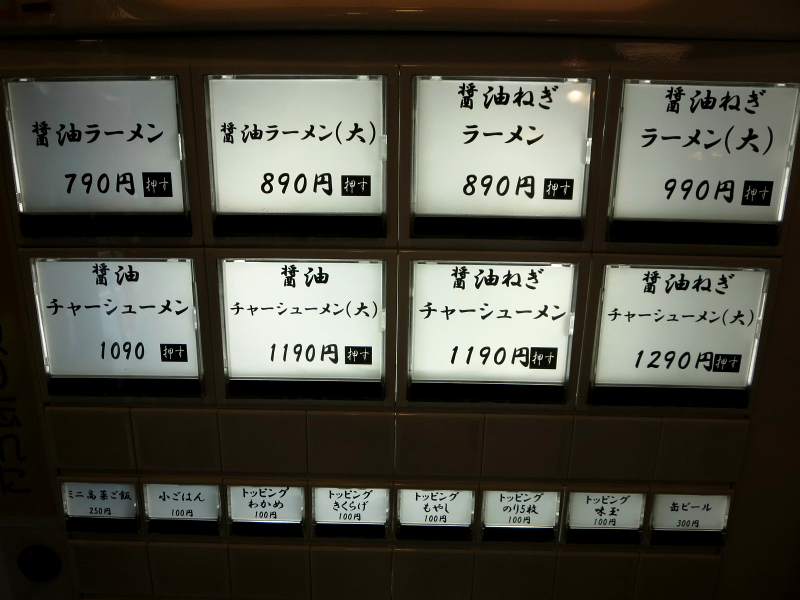 醤油ラーメン
790円 押す
醤油ラーメン(大)
890円 押す
醤油ねぎ
ラーメン
890円 押す
醤油ねぎ
ラーメン(大)
990円 押す
醤油
チャーシューメン
1090 押す
醤油
チャーシューメン(大)
1190円 押す
醤油ねぎ
チャーシューメン
1190円 押す
醤油ねぎ
チャーシューメン(大)
1290円 押す
ミニ高菜ご飯
250円
小ごはん
100円
トッピング
わかめ
100円
トッピング
きくらげ
100円
トッピング
もやし
100円
トッピング
のり5枚
100円
トッピング
味玉
100円
缶ビール
300円